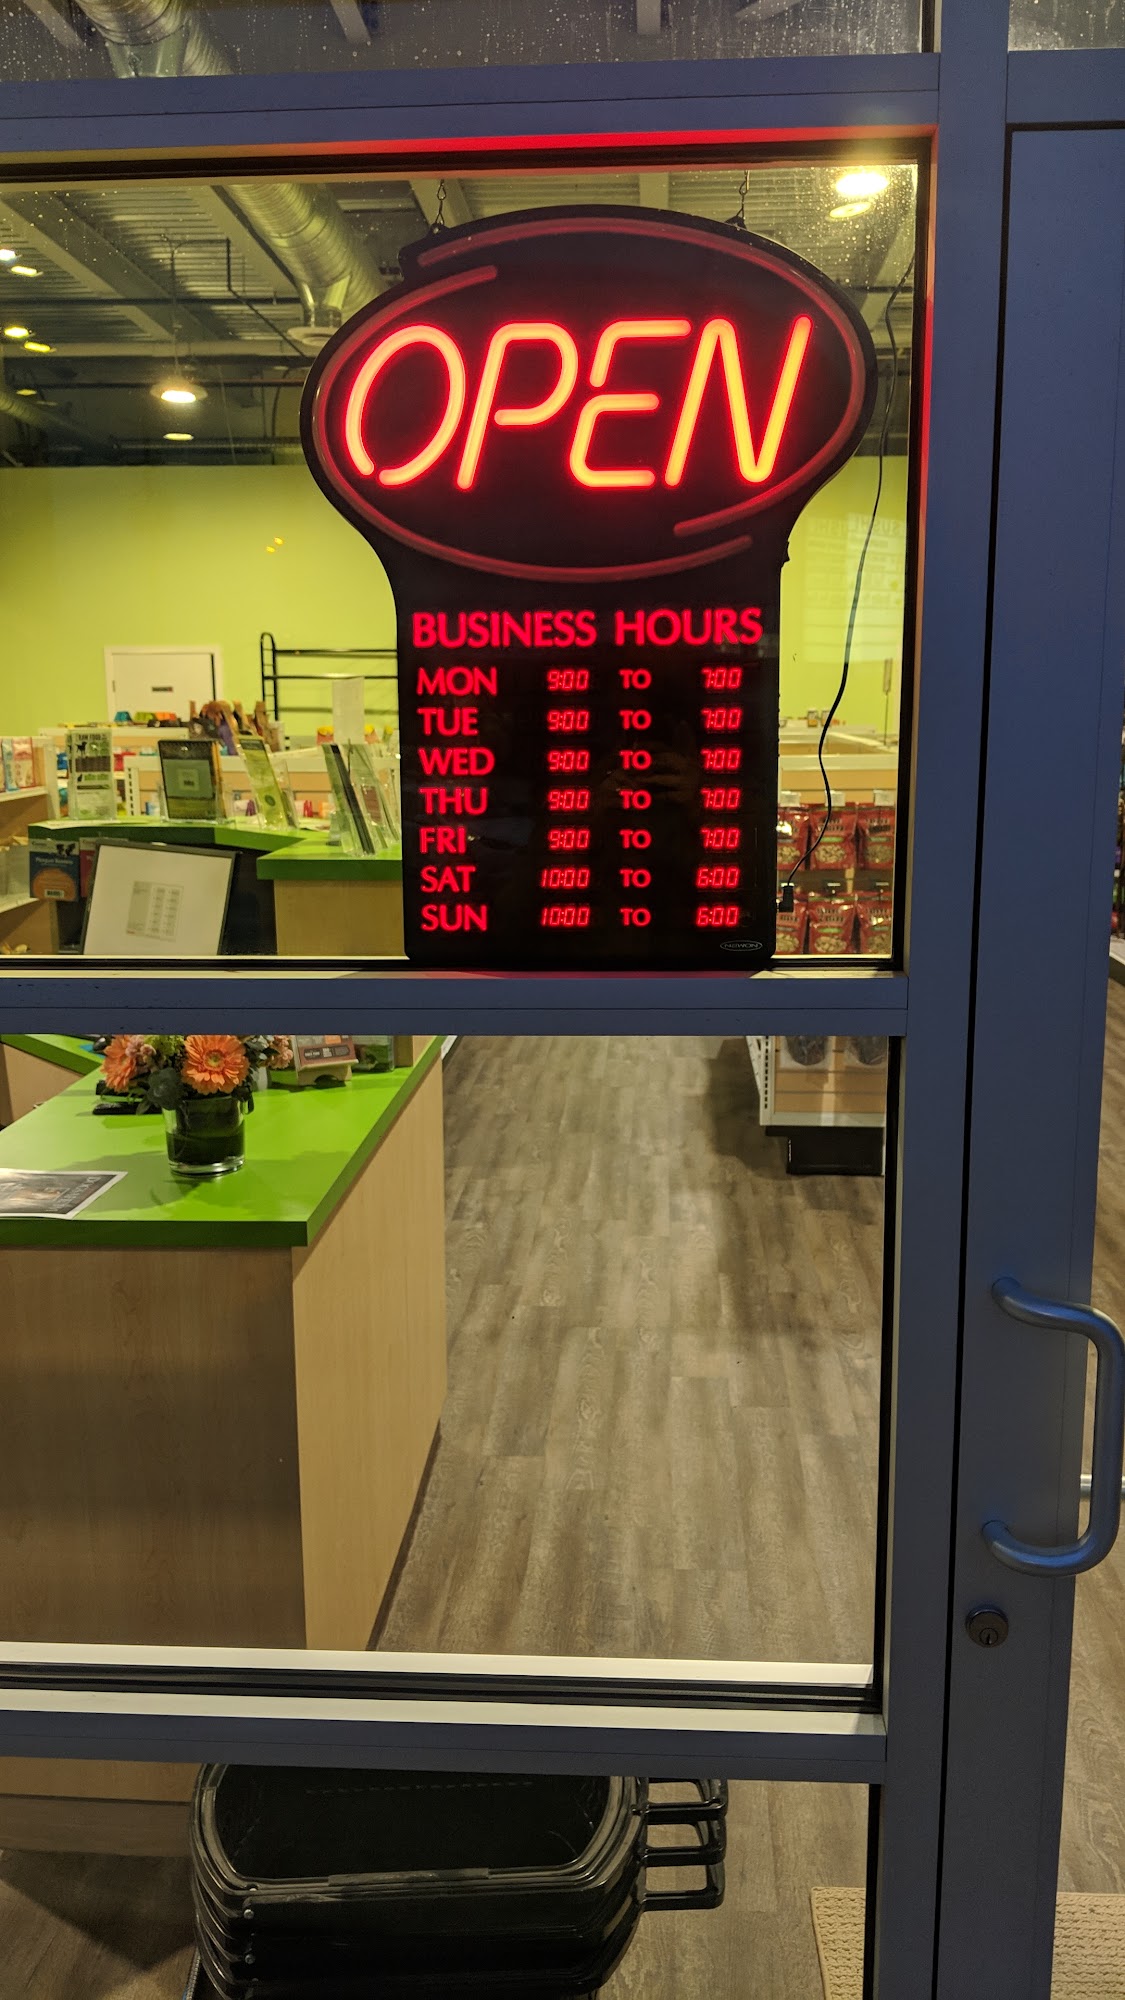 OPEN
BUSINESS HOURS
MON 9:00 TO 7:00
TUE 9:00 TO 7:00
WED 9:00 TO 7:00
THU 9:00 TO 7:00
FRI 9:00 TO 7:00
SAT 10:00 TO 6:00
SUN 10:00 TO 6:00
NEWON